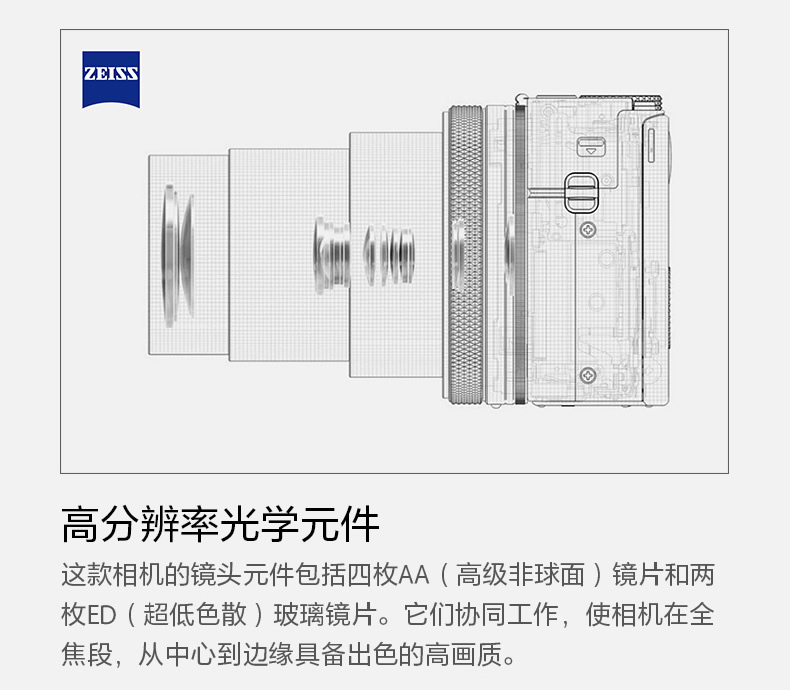 ZEISS
高分辨率光学元件
这款相机的镜头元件包括四枚AA（高级非球面）镜片和两
枚ED（超低色散）玻璃镜片。它们协同工作，使相机在全
焦段，从中心到边缘具备出色的高画质。